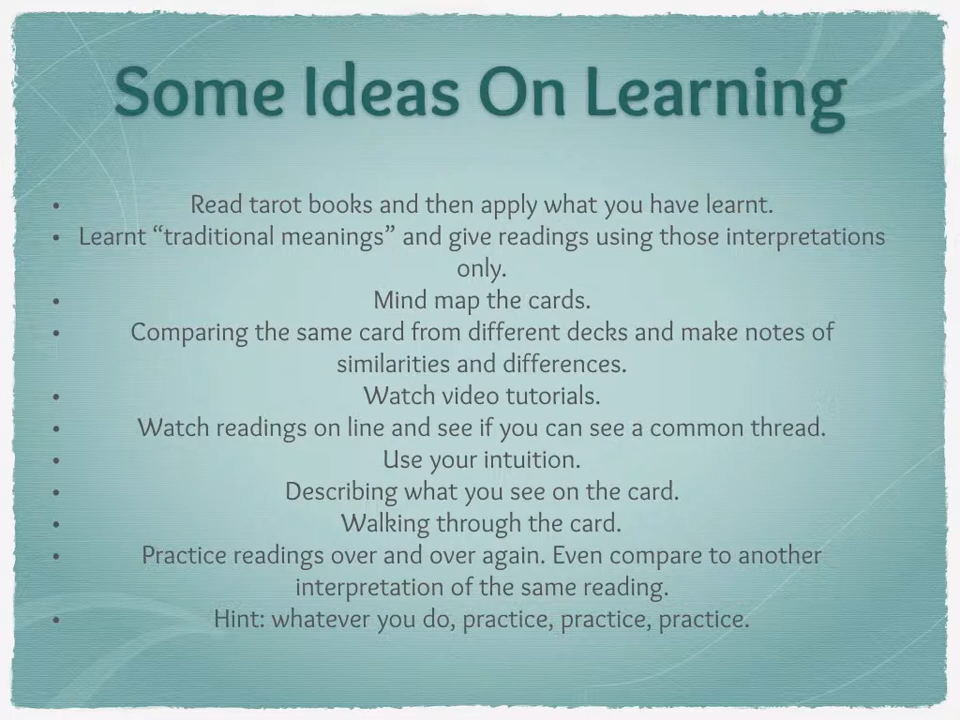 Some Ideas On Learning
• Read tarot books and then apply what you have learnt.
• Learnt “traditional meanings” and give readings using those interpretations
only.
• Mind map the cards.
• Comparing the same card from different decks and make notes of
similarities and differences.
• Watch video tutorials.
• Watch readings on line and see if you can see a common thread.
• Use your intuition.
• Describing what you see on the card.
• Walking through the card.
• Practice readings over and over again. Even compare to another
interpretation of the same reading.
• Hint: whatever you do, practice, practice, practice.